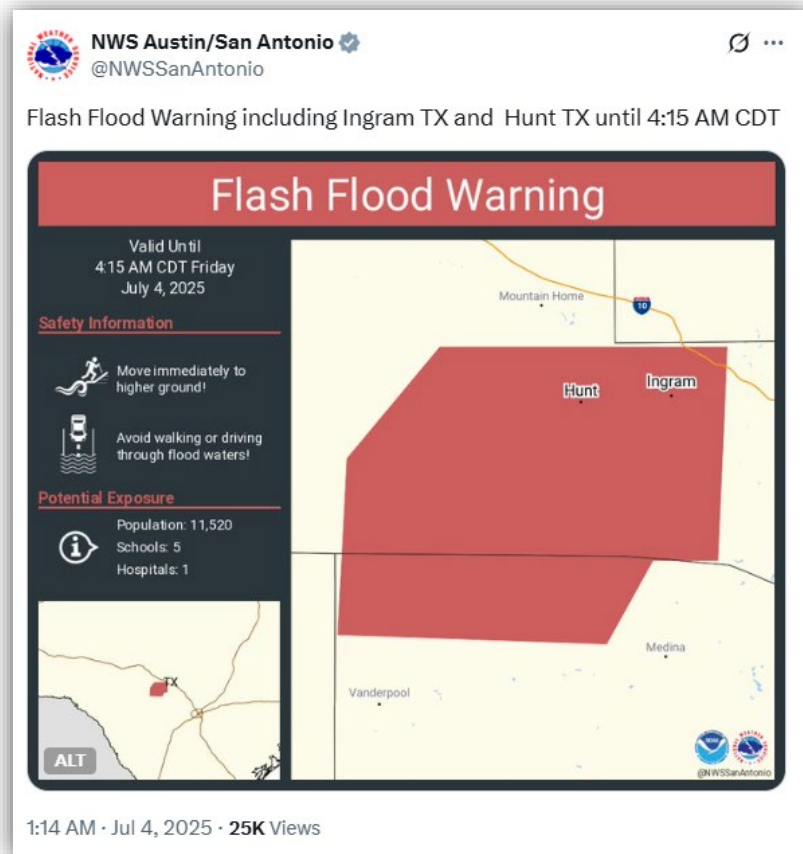 NWS Austin/San Antonio
@NWSSanAntonio
Flash Flood Warning including Ingram TX and  Hunt TX until 4:15 AM CDT
Flash Flood Warning
Valid Until
4:15 AM CDT Friday
July 4, 2025
Safety Information
Move immediately to
higher ground!
Avoid walking or driving
through flood waters!
Potential Exposure
Population: 11,520
Schools: 5
Hospitals: 1
TX
ALT
Mountain Home
10
Hunt
Ingram
Medina
Vanderpool
@NWSSanAntonio
1:14 AM · Jul 4, 2025 · 25K Views